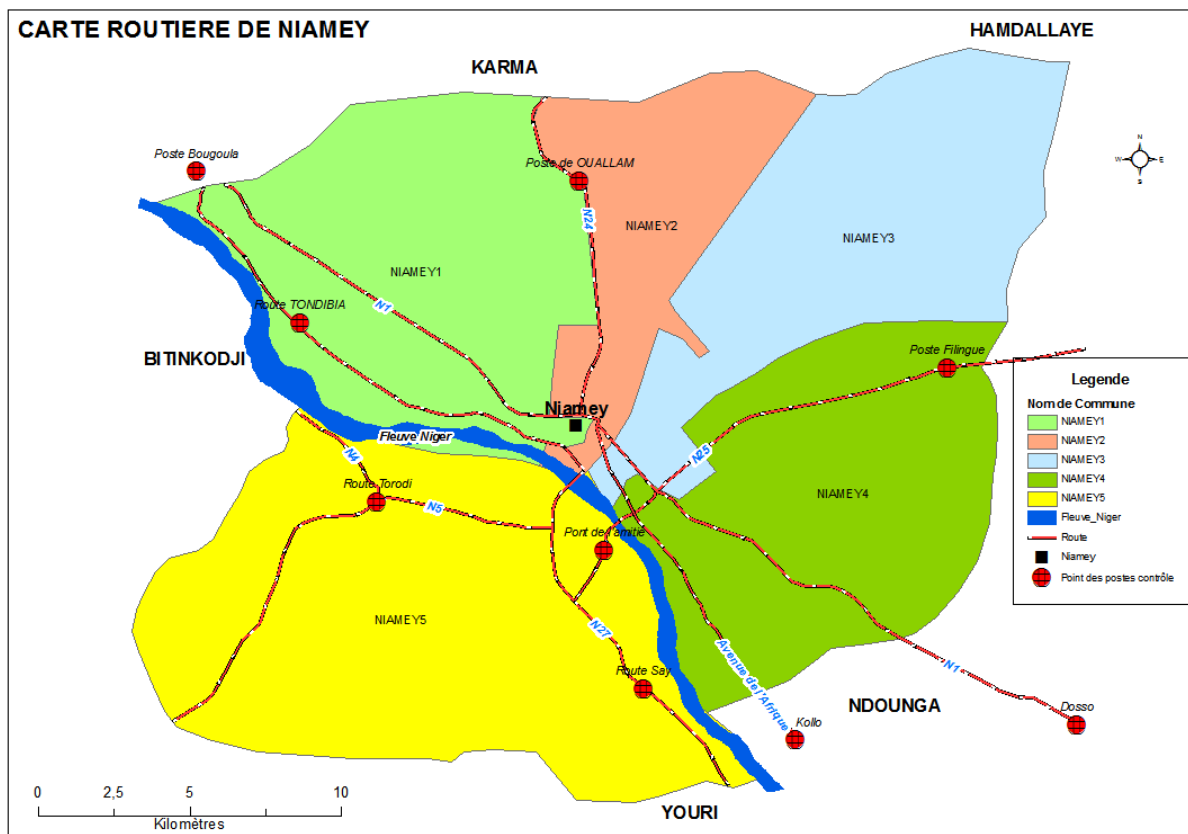 CARTE ROUTIERE DE NIAMEY
HAMDALLAYE
KARMA
N
W E
S
Poste Bougoula
Poste de OUALLAM
N24
NIAMEY2
NIAMEY3
NIAMEY1
N1
Route TONDIBIA
BITINKODJI
Poste Filingue
Niamey
Fleuve Niger
N4
N25
Route Torodi
N5
NIAMEY4
Pont de l'amitié
NIAMEY5
N27
Route Say
Avenue de l'Afrique
N1
NDOUNGA
Kollo
Dosso
YOURI
Legende
Nom de Commune
NIAMEY1
NIAMEY2
NIAMEY3
NIAMEY4
NIAMEY5
Fleuve_Niger
Route
Niamey
Point des postes contrôle
0 2,5 5 10
Kilomètres